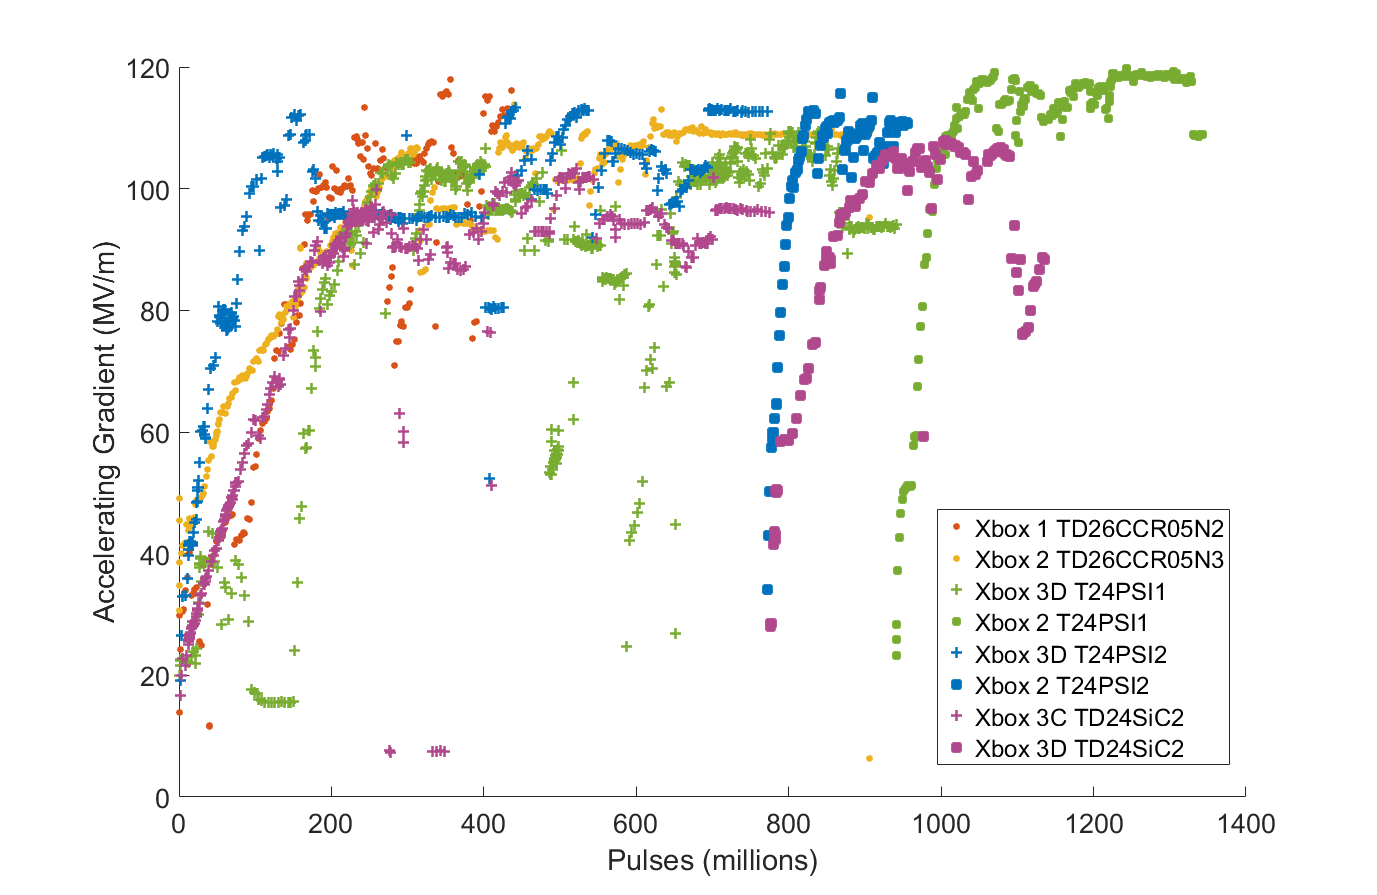 120
100
80
60
40
20
0
Accelerating Gradient (MV/m)
0 200 400 600 800 1000 1200 1400
Pulses (millions)
Xbox 1 TD26CCR05N2
Xbox 2 TD26CCR05N3
Xbox 3D T24PSI1
Xbox 2 T24PSI1
Xbox 3D T24PSI2
Xbox 2 T24PSI2
Xbox 3C TD24SiC2
Xbox 3D TD24SiC2